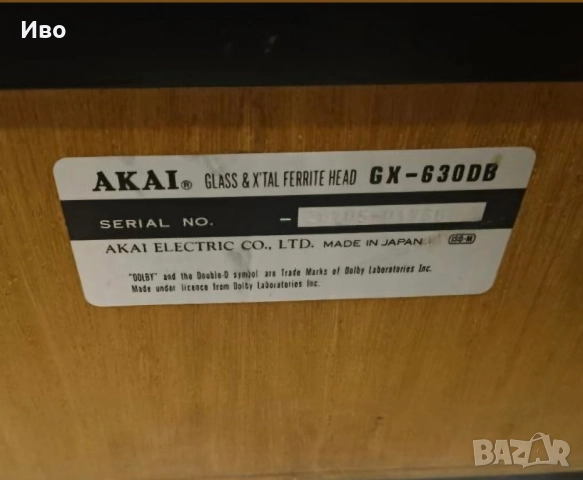 Иво
AKAI® GLASS & X'TAL FERRITE HEAD GX-630DB
SERIAL NO. -
AKAI ELECTRIC CO., LTD. MADE IN JAPAN
"DOLBY" and the Double-D symbol are Trade Marks of Dolby Laboratories Inc.
Made under licence from Dolby Laboratories Inc.
bazar